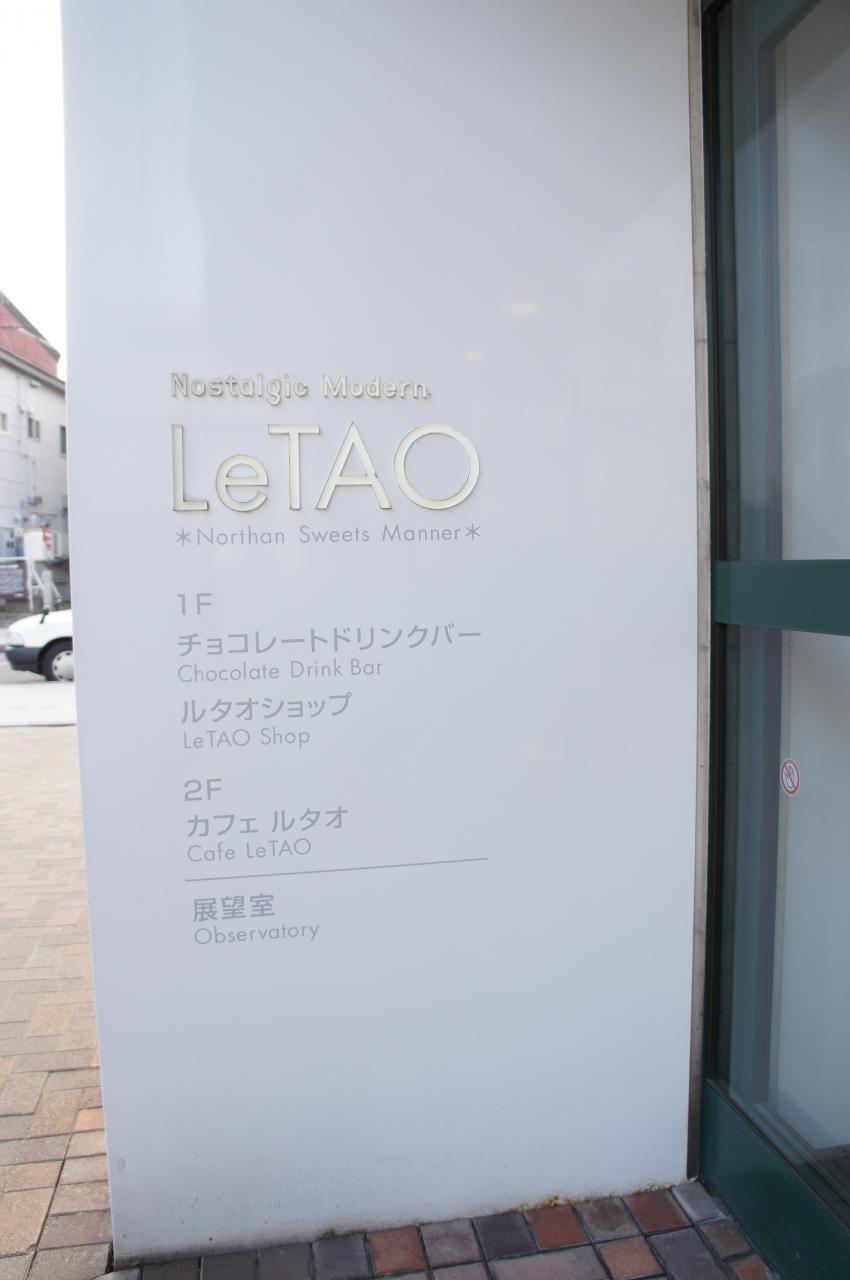 Nostalgic Modern.
LeTAO
*Northan Sweets Manner*
1F
チョコレートドリンクバー
Chocolate Drink Bar
ルタオショップ
LeTAO Shop
2F
カフェ ルタオ
Cafe LeTAO
展望室
Observatory